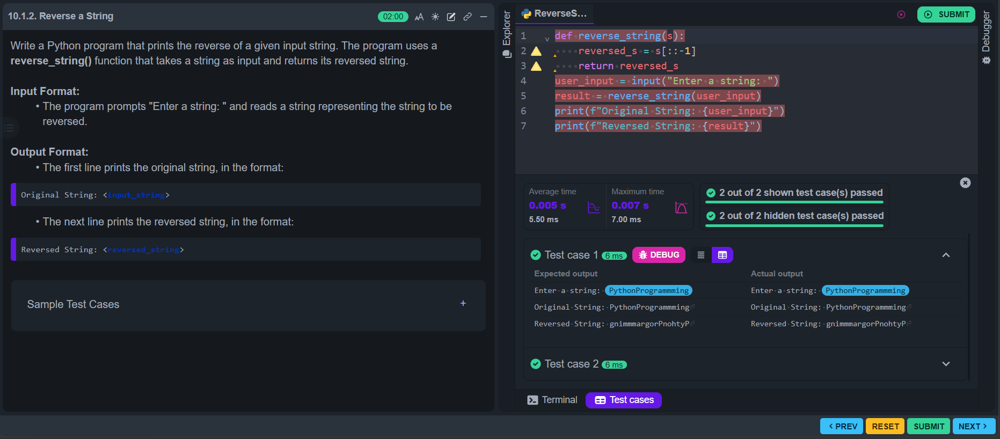 10.1.2. Reverse a String
02:00
Write a Python program that prints the reverse of a given input string. The program uses a
reverse_string() function that takes a string as input and returns its reversed string.
Input Format:
• The program prompts "Enter a string: " and reads a string representing the string to be
reversed.
Output Format:
• The first line prints the original string, in the format:
Original String: <input_string>
• The next line prints the reversed string, in the format:
Reversed String: <reversed_string>
Sample Test Cases
+
Explorer
ReverseS...
SUBMIT
Debugger
1 def reverse_string(s):
2 reversed_s = s[::-1]
3 return reversed_s
4 user_input = input("Enter a string: ")
5 result = reverse_string(user_input)
6 print(f"Original String: {user_input}")
7 print(f"Reversed String: {result}")
Average time
0.005 s
5.50 ms
Maximum time
0.007 s
7.00 ms
2 out of 2 shown test case(s) passed
2 out of 2 hidden test case(s) passed
Test case 1 6 ms DEBUG
Expected output Actual output
Enter a string: PythonProgrammming Enter a string: PythonProgrammming
Original String: PythonProgrammming Original String: PythonProgrammming
Reversed String: gnimmmargorPnohtyP Reversed String: gnimmmargorPnohtyP
Test case 2 6 ms
Terminal Test cases
< PREV RESET SUBMIT NEXT >